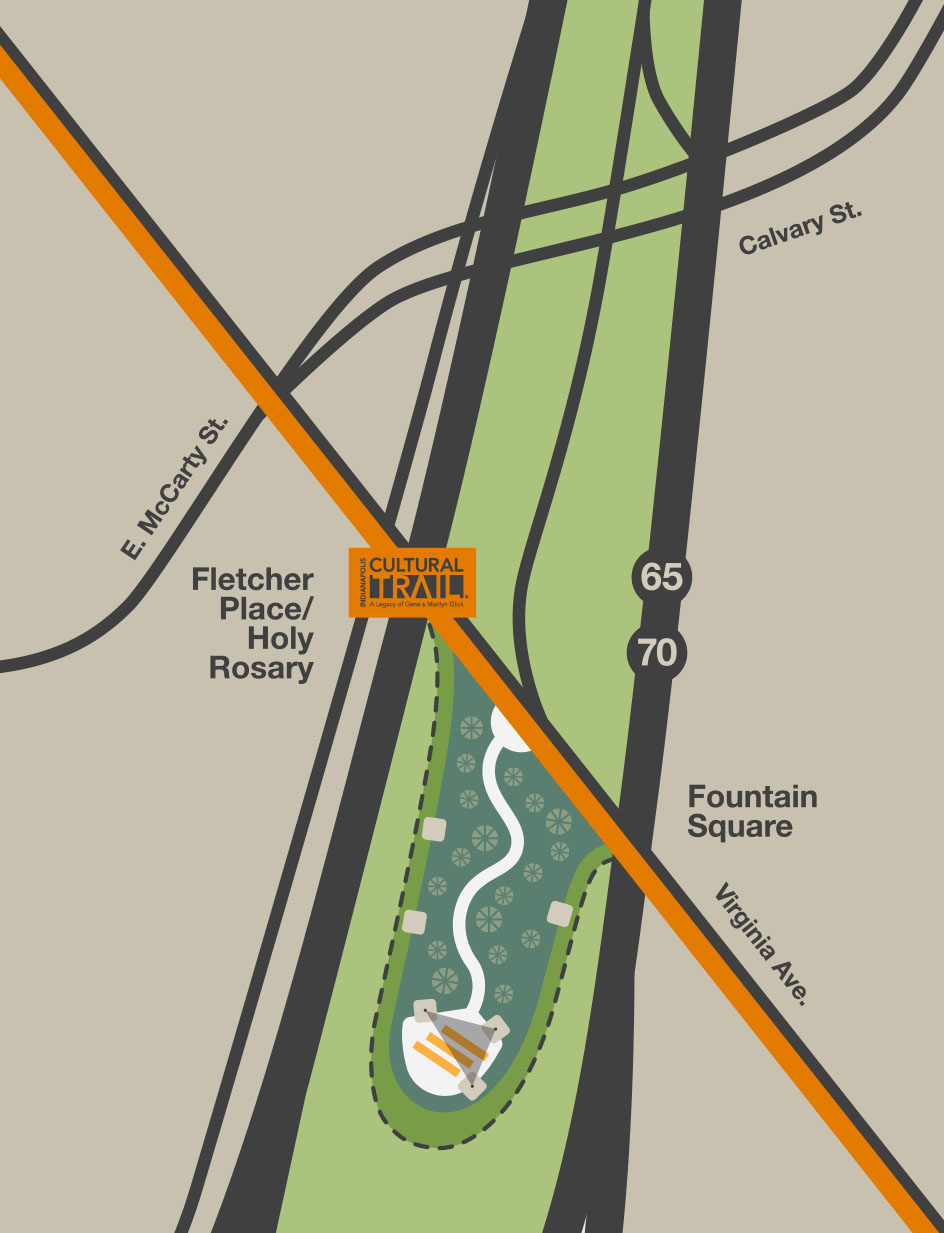 Calvary St.
E. McCarty St.
INDIANAPOLIS
CULTURAL
TRAIL
A Legacy of Gene & Marilyn Glick
Fletcher
Place/
Holy
Rosary
65
70
Fountain
Square
Virginia Ave.